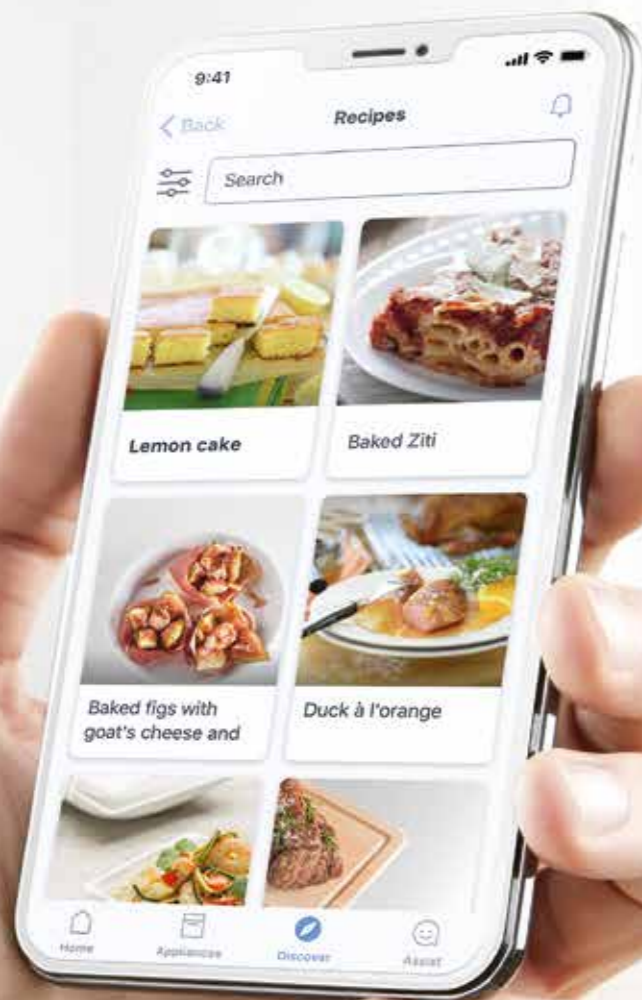 9:41
Back
Recipes
Search
Lemon cake
Baked Ziti
Baked figs with
goat's cheese and
Duck à l'orange
Home
Appliances
Discover
Assist